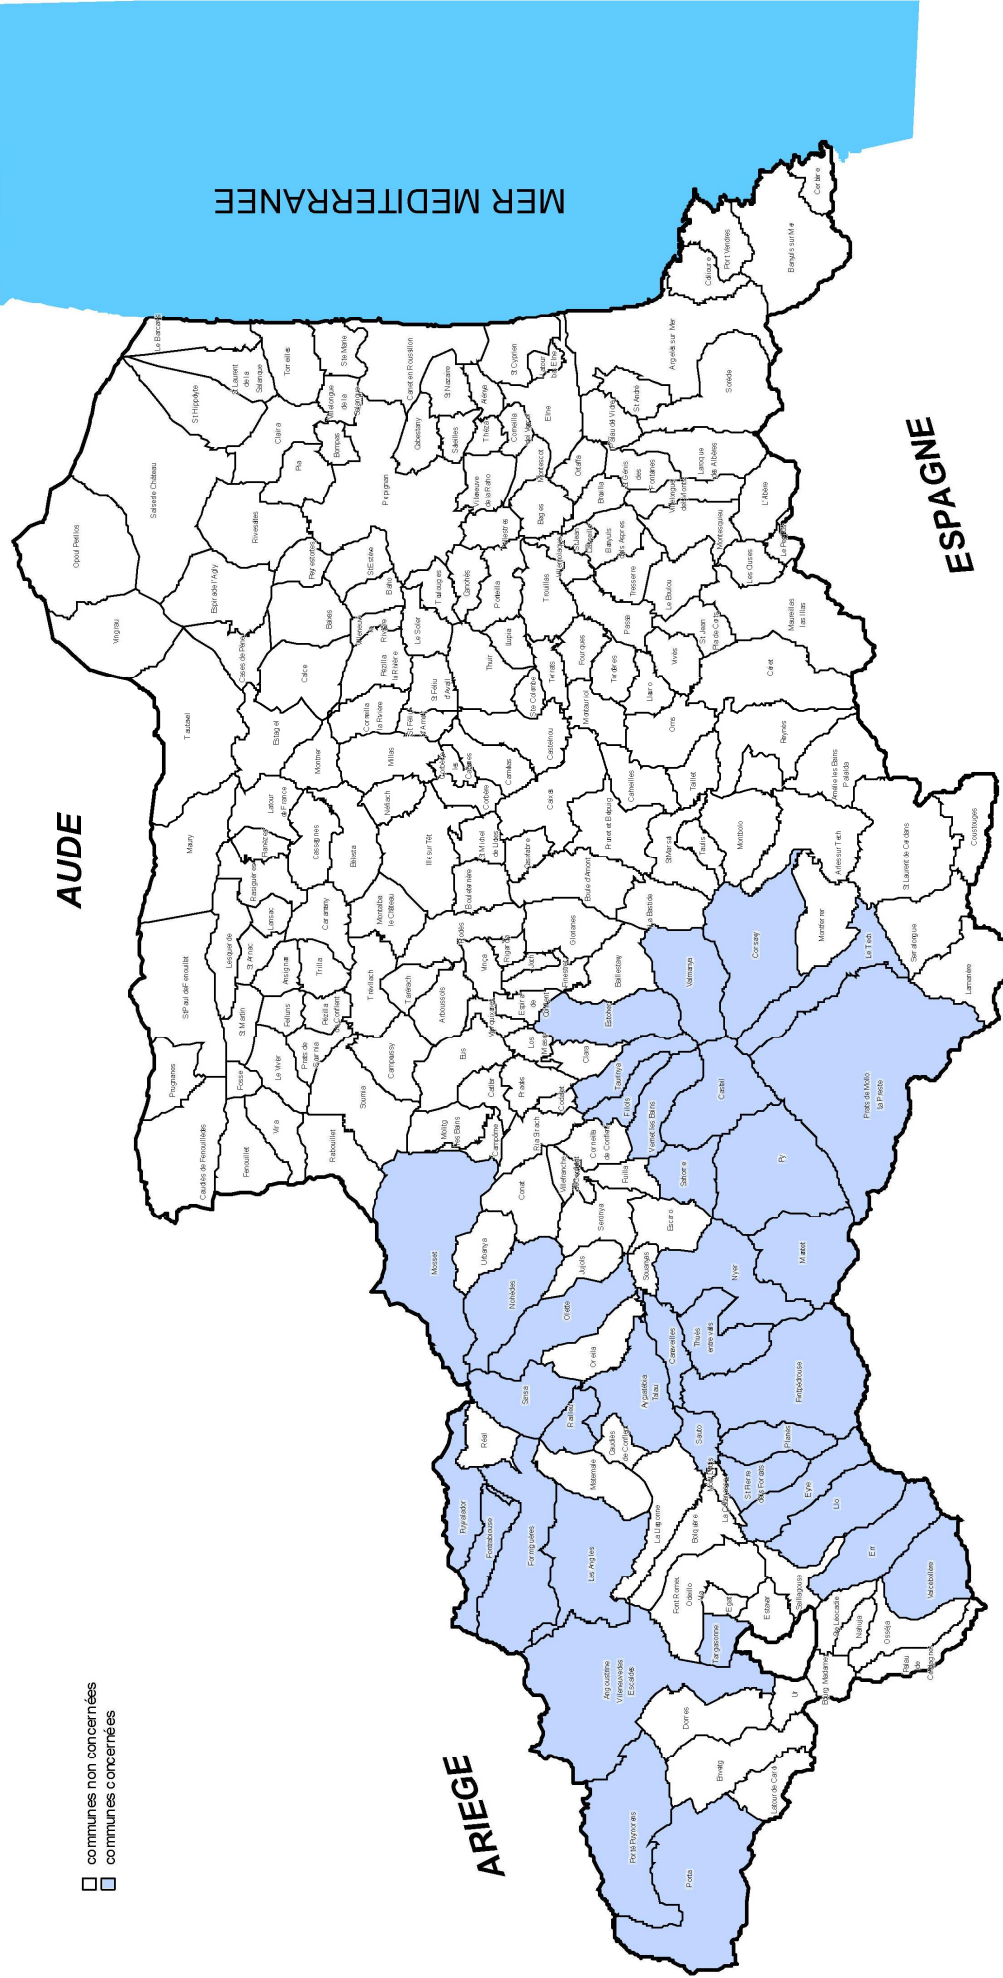 communes non concernées
communes concernées
AUDE
ARIEGE
ESPAGNE
MER MEDITERRANEE
Le Barcarès
Opoul Perillos
Vingrau
Salses le Château
St Hippolyte
St Laurent
de la
Salanque
Torreilles
Ste Marie
Claira
Villelongue
de la
Salanque
Bompas
Pia
Rivesaltes
Espira de l'Agly
Peyrestortes
Cases de Pène
Tautavel
Baixas
Calce
Estagel
Montner
Perpignan
Canet en Roussillon
Cabestany
St Nazaire
Saleilles
Alénya
Théza
St Cyprien
Latour
bas Elne
Corneilla
del Vercol
Elne
Montescot
Villeneuve
de la Raho
Bages
Ortaffa
Palau de Vidre
St André
Argelès sur Mer
Sorède
Collioure
Port Vendres
Banyuls sur Mer
Cerbère
St Estève
Baho
Villeneuve
la
Rivière
Pézilla
la Rivière
Le Soler
Toulouges
Canohès
Pollestres
Ponteilla
Trouillas
St Jean
Lasseille
Banyuls
dels Aspres
Brouilla
St Génis
des
Fontaines
Laroque
des Albères
Villelongue
dels Monts
Montesquieu
L'Albère
Le Perthus
Les Cluses
Le Boulou
Tresserre
Passa
Fourques
Tordères
Llauro
Vivès
St Jean
Pla de Corts
Maureillas
las Illas
Céret
Thuir
Llupia
Terrats
Ste Colombe
Montauriol
St Féliu
d'Avall
St Féliu
d'Amont
Corneilla
la Rivière
Millas
Néfiach
Corbère
les
Cabanes
Corbère
Camélas
Castelnou
Caixas
Oms
Calmeilles
Taillet
Reynès
Amélie les Bains
Palalda
Prunet et Belpuig
St Marsal
Taulis
Montbolo
Arles sur Tech
St Laurent de Cerdans
Coustouges
Serralongue
Lamanère
Montferrer
Le Tech
Corsavy
La Bastide
Boule d'Amont
Casefabre
St Michel
de Llotes
Ille sur Têt
Bouleternère
Rodès
Glorianes
Baillestavy
Valmanya
Maury
Latour
de France
Planèzes
Rasiguères
Cassagnes
Bélesta
Lansac
Caramany
Montalba
le Château
Lesquerde
St Arnac
Ansignan
Trilla
Trévillach
Tarerach
Arboussols
St Paul de Fenouillet
St Martin
Felluns
Pézilla
de Conflent
Prugnanes
Fosse
Le Vivier
Prats de
Sournia
Campoussy
Sournia
Caudiès de Fenouillèdes
Fenouillet
Vira
Rabouillet
Vinça
Rigarda
Joch
Finestret
Espira
de
Conflent
Marquixanes
Los
Masos
Estoher
Clara
Eus
Catllar
Prades
Codalet
Taurinya
Fillols
Vernet les Bains
Casteil
Prats de Mollo
La Preste
Molitg
les Bains
Campôme
Ria Sirach
Villefranche
de Conflent
Corneilla
de Conflent
Fuilla
Sahorre
Py
Mosset
Conat
Urbanya
Nohèdes
Serdinya
Jujols
Escaro
Souanyas
Nyer
Mantet
Olette
Oreilla
Canaveilles
Thuès
entre valls
Fontpédrouse
Sansa
Railleu
Ayguatébia
Talau
Caudiès
de Conflent
Sauto
Planès
Réal
Matemale
La Llagonne
Mont Louis
La Cabanasse
St Pierre
dels Forcats
Eyne
Llo
Puyvalador
Fontrabiouse
Formiguères
Les Angles
Bolquère
Font Romeu
Odeillo
Via
Egat
Estavar
Saillagouse
Err
Valcebollère
Ste Léocadie
Nahuja
Osséja
Palau
de
Cerdagne
Bourg Madame
Ur
Targasonne
Angoustrine
Villeneuve des
Escaldes
Dorres
Enveitg
Latour de Carol
Porté Puymorens
Porta